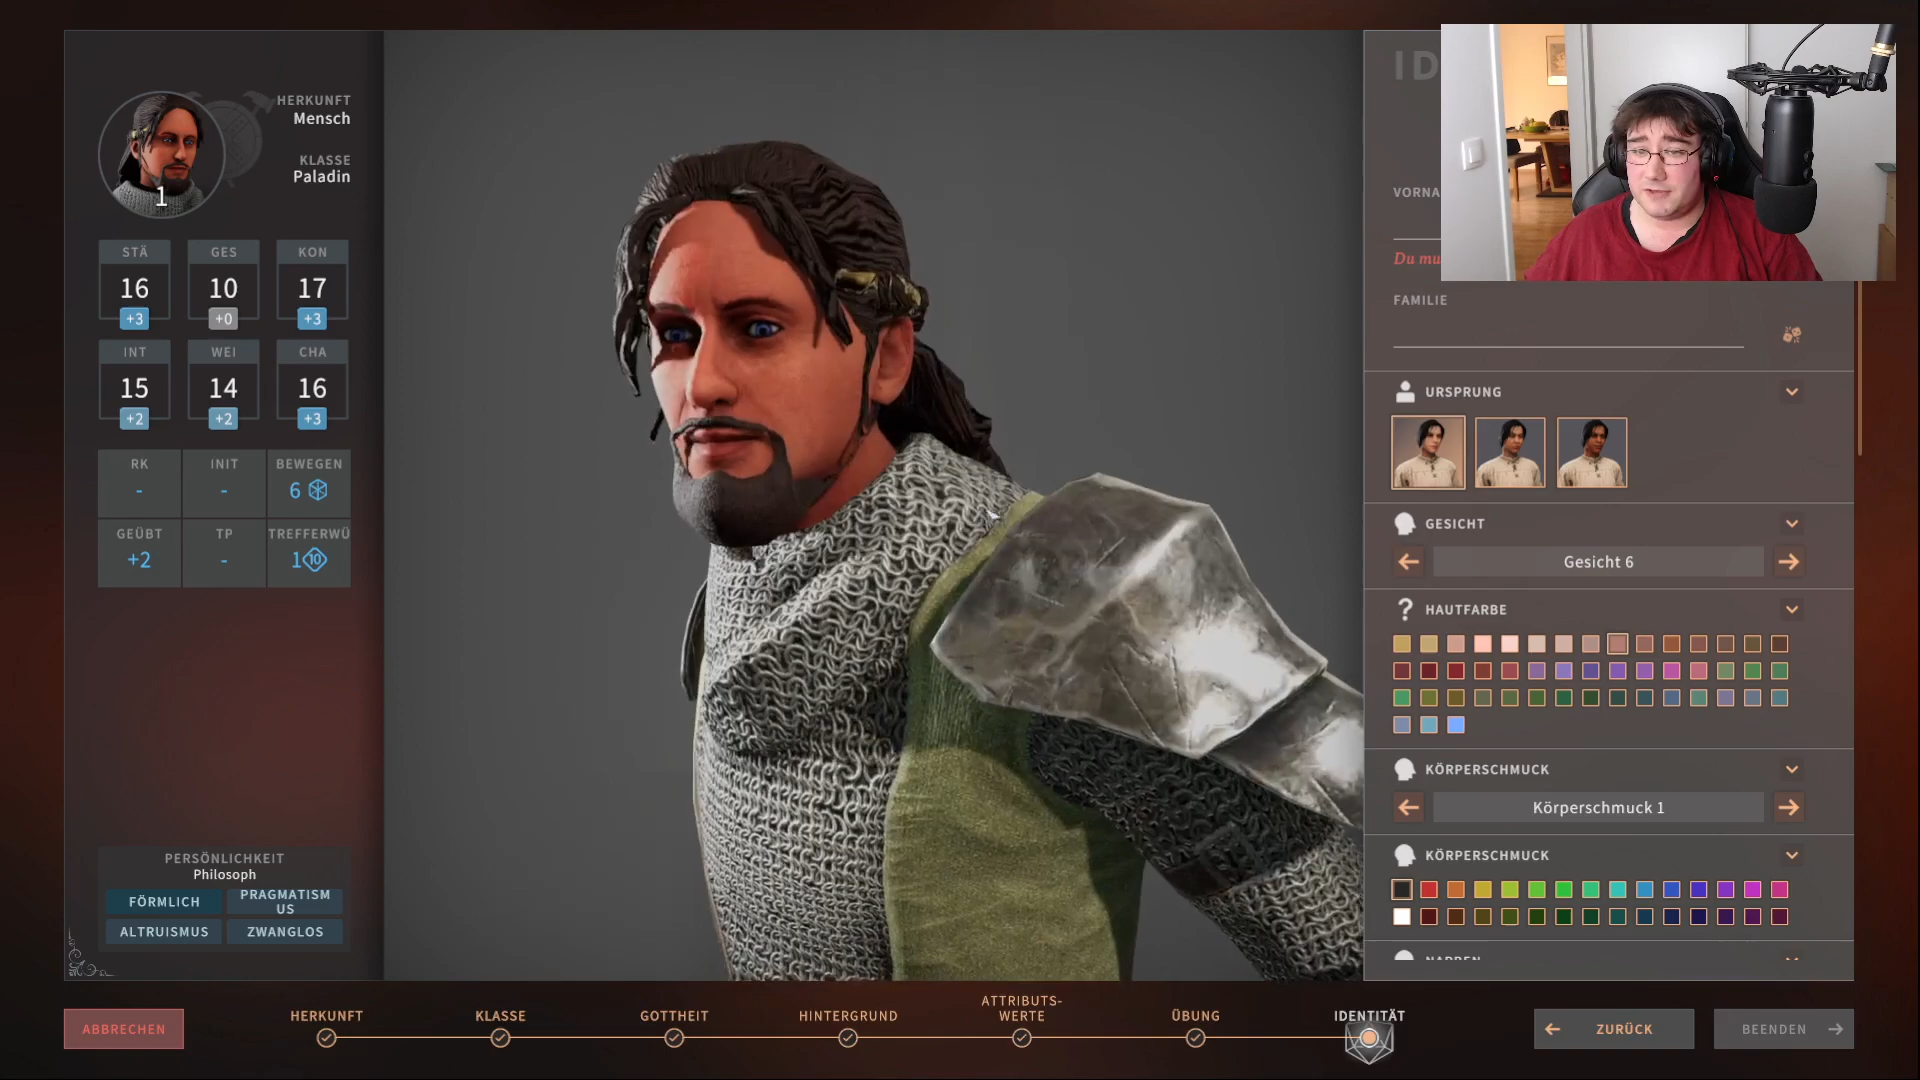 HERKUNFT
Mensch
KLASSE
Paladin
1
STÄ
GES
KON
16
10
17
+3
+0
+3
INT
WEI
CHA
15
14
16
+2
+2
+3
RK
INIT
BEWEGEN
-
-
6
GEÜBT
TP
TREFFERWÜ
+2
-
1
10
PERSÖNLICHKEIT
Philosoph
FÖRMLICH
PRAGMATISM
US
ALTRUISMUS
ZWANGLOS
ID
VORNA
Du mu
FAMILIE
URSPRUNG
GESICHT
Gesicht 6
? HAUTFARBE
KÖRPERSCHMUCK
Körperschmuck 1
KÖRPERSCHMUCK
NARBEN
ABBRECHEN
HERKUNFT
KLASSE
GOTTHEIT
HINTERGRUND
ATTRIBUTS-
WERTE
ÜBUNG
IDENTITÄT
ZURÜCK
BEENDEN